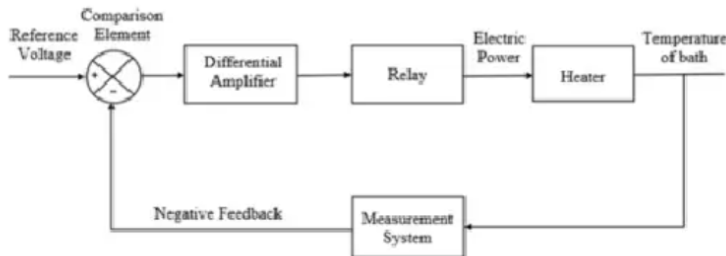 Comparison
Element
Reference
Voltage
+
−
Differential
Amplifier
Relay
Electric
Power
Heater
Temperature
of bath
Negative Feedback
Measurement
System